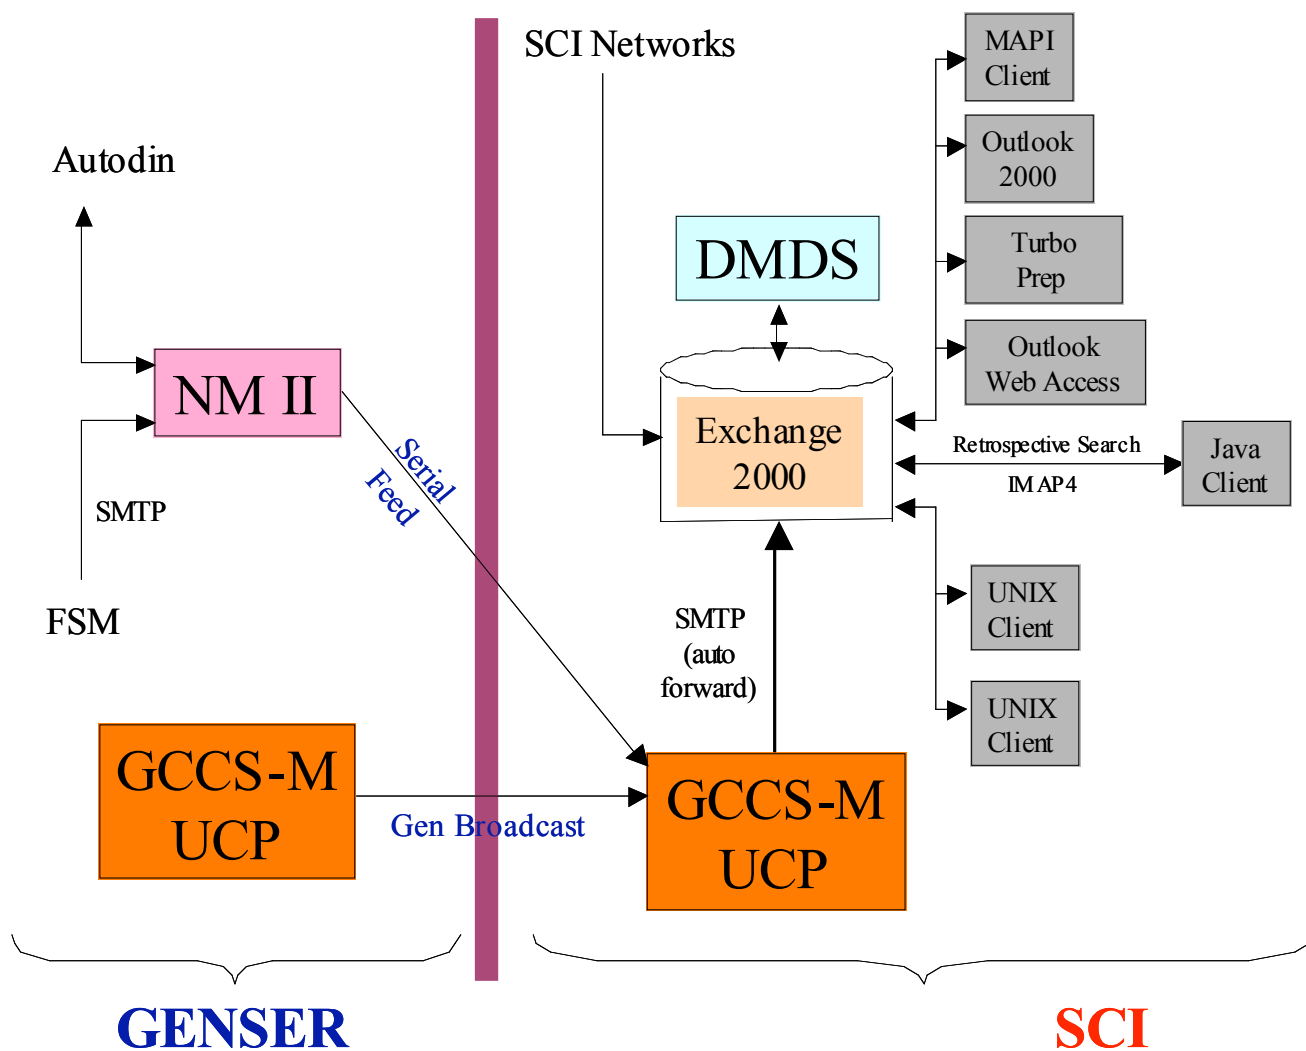 SCI Networks
MAPI
Client
Outlook
2000
Autodin
Turbo
Prep
DMDS
Outlook
Web Access
NM II
Exchange
2000
Retrospective Search
IMAP4
Java
Client
Serial
Feed
SMTP
FSM
UNIX
Client
SMTP
(auto
forward)
UNIX
Client
GCCS-M
UCP
Gen Broadcast
GCCS-M
UCP
GENSER
SCI